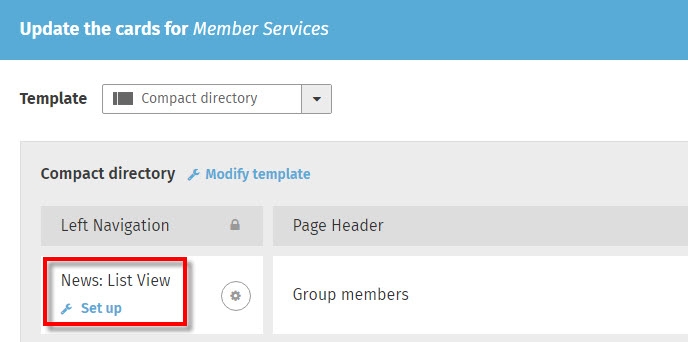 Update the cards for Member Services
Template Compact directory
Compact directory Modify template
Left Navigation Page Header
News: List View
Set up
Group members